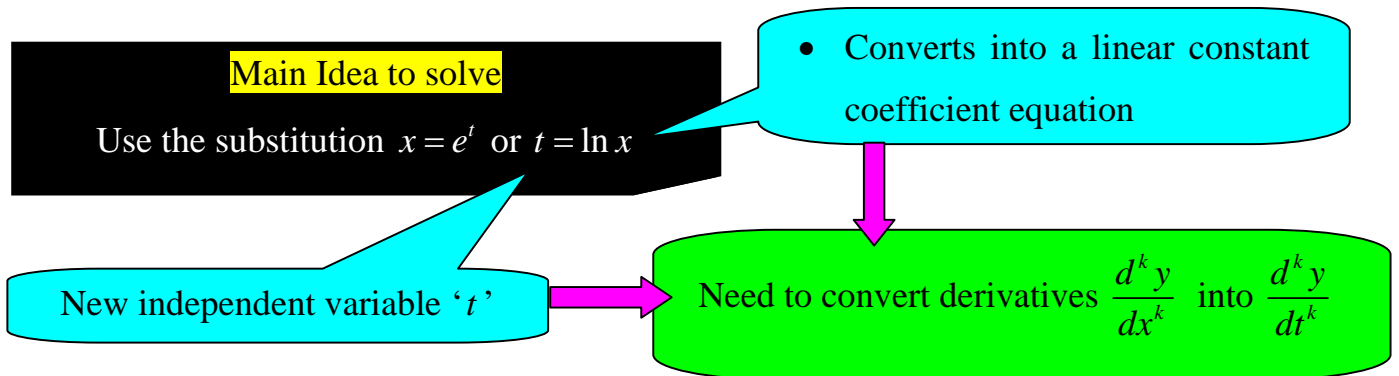 Main Idea to solve
Use the substitution x = e^t or t = ln x
• Converts into a linear constant
coefficient equation
New independent variable ‘t’
Need to convert derivatives d^k y / dx^k into d^k y / dt^k